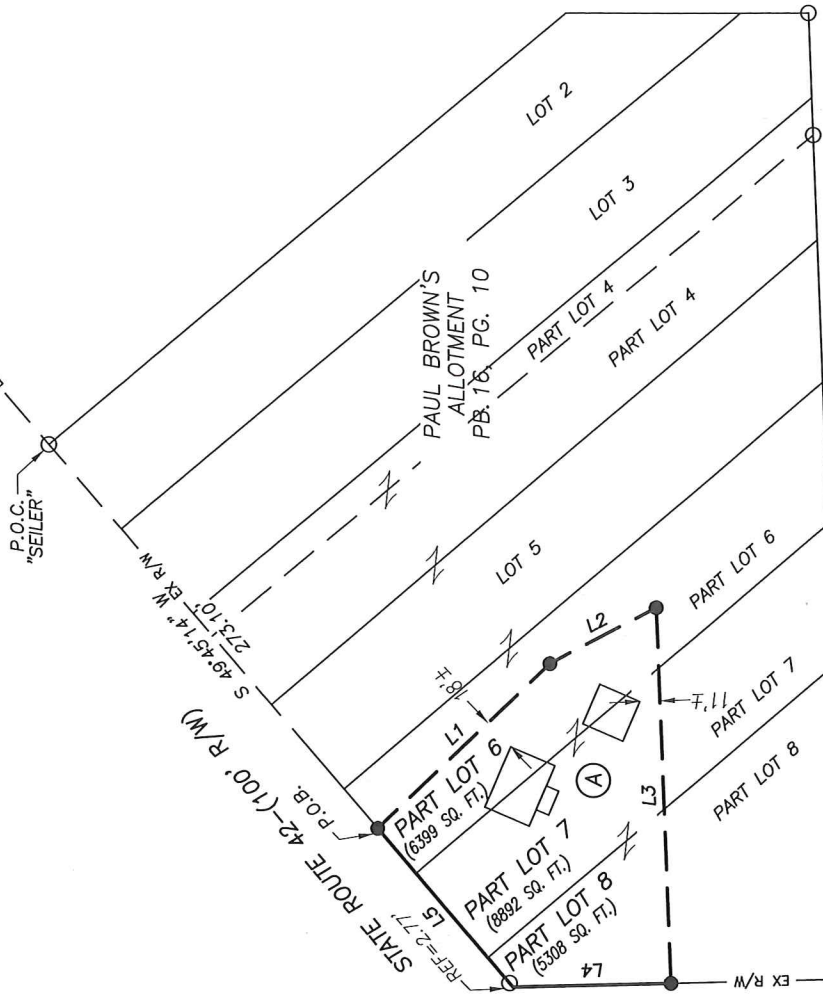 P.O.C.
"SEILER"
S 49°45'14" W EX R/W
273.10'
STATE ROUTE 42-(100' R/W)
LOT 2
LOT 3
PAUL BROWN'S
ALLOTMENT
PB. 16, PG. 10
PART LOT 4
PART LOT 4
LOT 5
P.O.B.
L1
18'±
L2
PART LOT 6
PART LOT 6
(6399 SQ. FT.)
L5
REF=2.77'
PART LOT 7
(8892 SQ. FT.)
A
11'±
PART LOT 7
L3
PART LOT 8
(5308 SQ. FT.)
PART LOT 8
L4
EX R/W